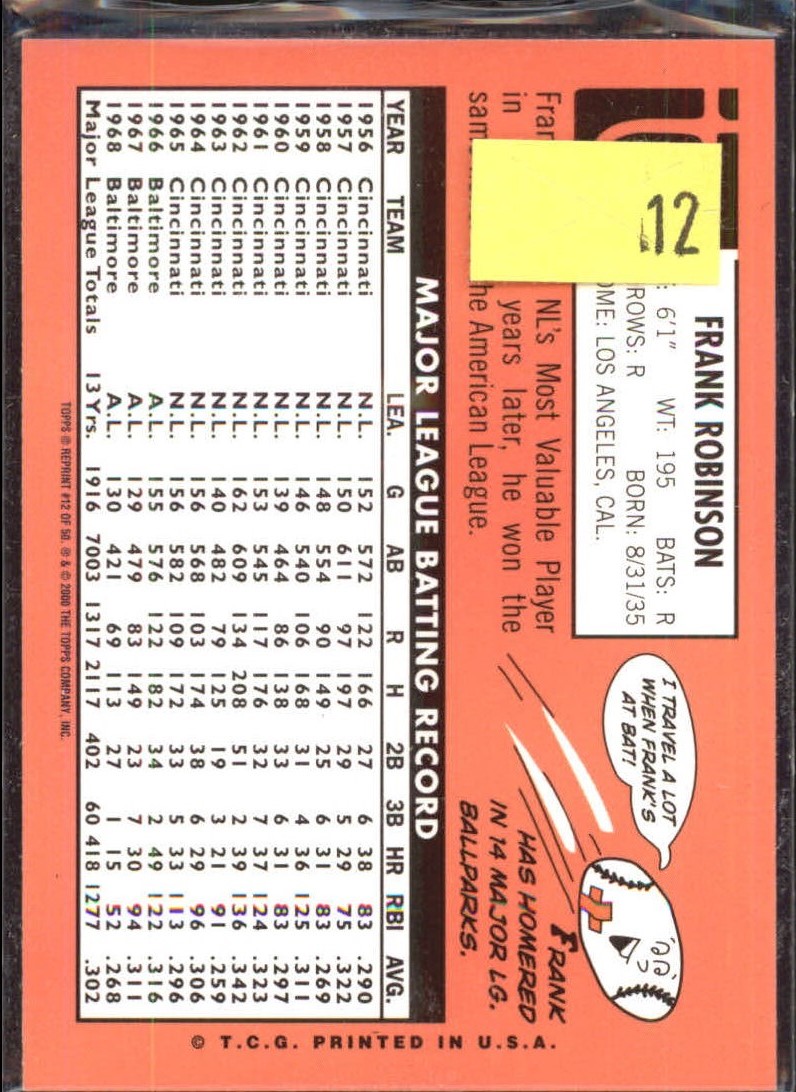 12
FRANK ROBINSON
: 6'1" WT: 195 BATS: R
ROWS: R BORN: 8/31/35
OME: LOS ANGELES, CAL.
NL's Most Valuable Player
in years later, he won the
sam he American League.
I TRAVEL A LOT
WHEN FRANK'S
AT BAT!
FRANK
HAS HOMERED
IN 14 MAJOR LG.
BALLPARKS.
MAJOR LEAGUE BATTING RECORD
YEAR TEAM LEA. G AB R H 2B 3B HR RBI AVG.
1956 Cincinnati N.L. 152 572 122 166 27 6 38 83 .290
1957 Cincinnati N.L. 150 611 97 197 29 5 29 75 .322
1958 Cincinnati N.L. 148 554 90 149 25 6 31 83 .269
1959 Cincinnati N.L. 146 540 106 168 31 4 36 125 .311
1960 Cincinnati N.L. 139 464 86 138 33 6 31 83 .297
1961 Cincinnati N.L. 153 545 117 176 32 7 37 124 .323
1962 Cincinnati N.L. 162 609 134 208 51 2 39 136 .342
1963 Cincinnati N.L. 140 482 79 125 19 3 21 91 .259
1964 Cincinnati N.L. 156 568 103 174 38 6 29 96 .306
1965 Cincinnati N.L. 156 582 109 172 33 5 33 113 .296
1966 Baltimore A.L. 155 576 122 182 34 2 49 122 .316
1967 Baltimore A.L. 129 479 83 149 23 7 30 94 .311
1968 Baltimore A.L. 130 421 69 113 27 1 15 52 .268
Major League Totals 13 Yrs. 1916 7003 1317 2117 402 60 418 1277 .302
TOPPS ® REPRINT #12 OF 50. ® & © 2000 THE TOPPS COMPANY, INC.
© T.C.G. PRINTED IN U.S.A.